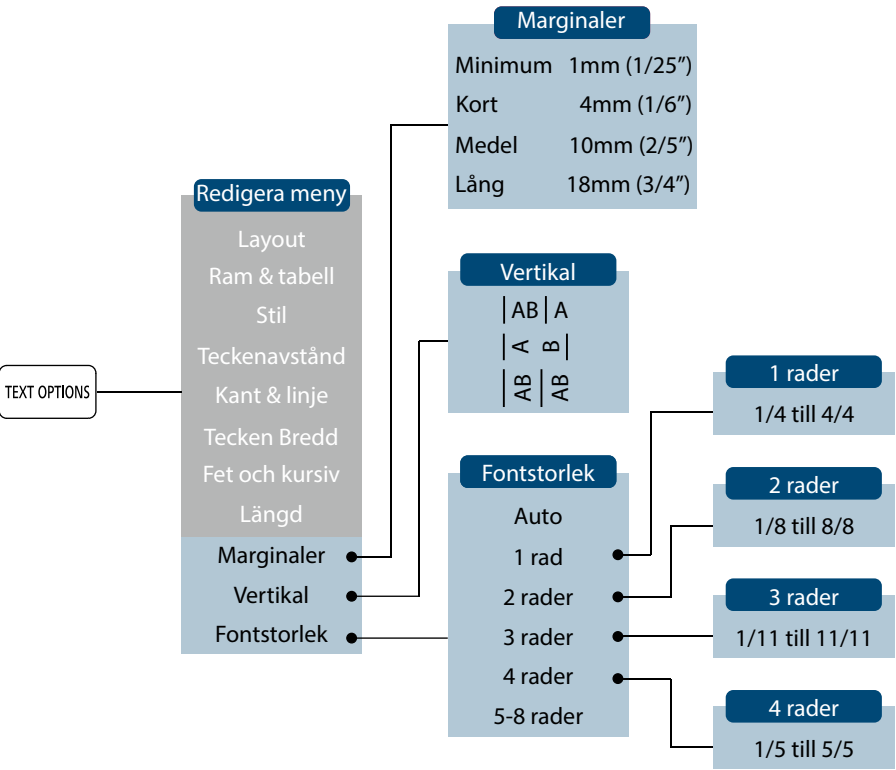 TEXT OPTIONS
Redigera meny
Layout
Ram & tabell
Stil
Teckenavstånd
Kant & linje
Tecken Bredd
Fet och kursiv
Längd
Marginaler
Vertikal
Fontstorlek
Marginaler
Minimum 1mm (1/25”)
Kort 4mm (1/6”)
Medel 10mm (2/5”)
Lång 18mm (3/4”)
Vertikal
AB A
A B
AB AB
Fontstorlek
Auto
1 rad
2 rader
3 rader
4 rader
5-8 rader
1 rader
1/4 till 4/4
2 rader
1/8 till 8/8
3 rader
1/11 till 11/11
4 rader
1/5 till 5/5